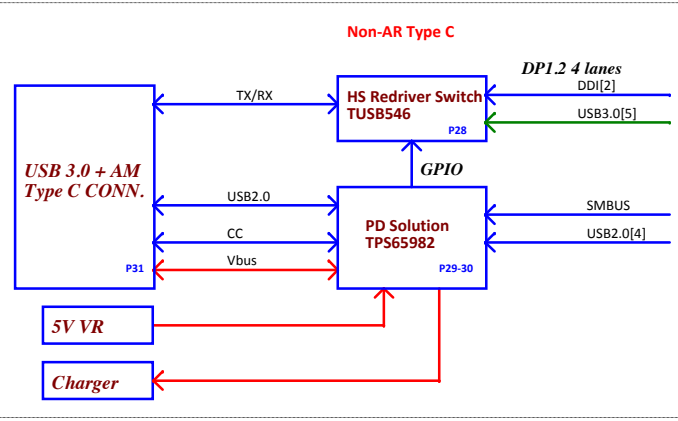 Non-AR Type C
DP1.2 4 lanes
TX/RX
HS Redriver Switch
TUSB546
P28
DDI[2]
USB3.0[5]
USB 3.0 + AM
Type C CONN.
P31
GPIO
USB2.0
CC
Vbus
PD Solution
TPS65982
P29-30
SMBUS
USB2.0[4]
5V VR
Charger